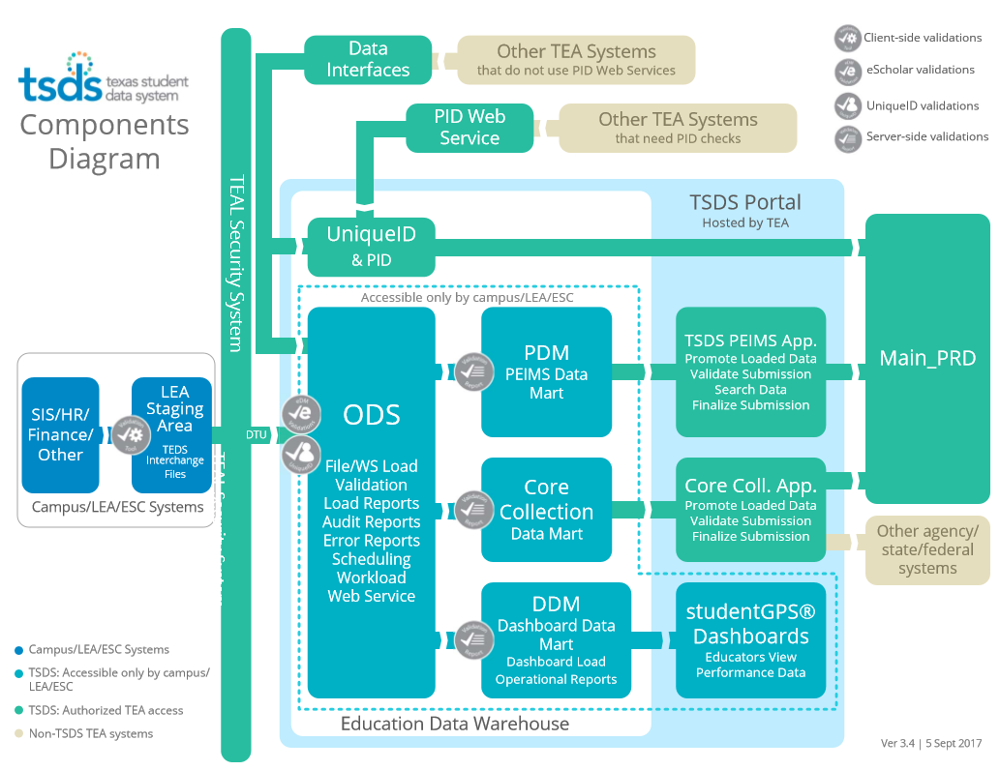 tsds texas student
data system
Components
Diagram
Data
Interfaces
Other TEA Systems
that do not use PID Web Services
PID Web
Service
Other TEA Systems
that need PID checks
Client-side validations
eScholar validations
UniqueID validations
Server-side validations
TEAL Security System
TSDS Portal
Hosted by TEA
UniqueID
& PID
Accessible only by campus/LEA/ESC
ODS
File/WS Load
Validation
Load Reports
Audit Reports
Error Reports
Scheduling
Workload
Web Service
PDM
PEIMS Data
Mart
TSDS PEIMS App.
Promote Loaded Data
Validate Submission
Search Data
Finalize Submission
Main_PRD
SIS/HR/
Finance/
Other
LEA
Staging
Area
TEDS
Interchange
Files
Campus/LEA/ESC Systems
DTU
Core
Collection
Data Mart
Core Coll. App.
Promote Loaded Data
Validate Submission
Finalize Submission
Other agency/
state/federal
systems
DDM
Dashboard Data
Mart
Dashboard Load
Operational Reports
studentGPS®
Dashboards
Educators View
Performance Data
Education Data Warehouse
Campus/LEA/ESC Systems
TSDS: Accessible only by campus/
LEA/ESC
TSDS: Authorized TEA access
Non-TSDS TEA systems
Ver 3.4 | 5 Sept 2017